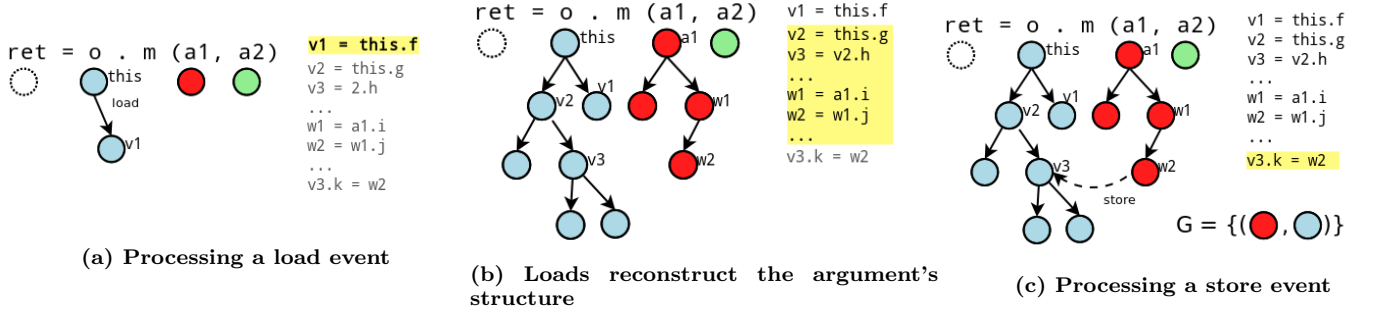 ret = o . m (a1, a2)
this
load
v1
v1 = this.f
v2 = this.g
v3 = 2.h
...
w1 = a1.i
w2 = w1.j
...
v3.k = w2
(a) Processing a load event
ret = o . m (a1, a2)
this
a1
v2
v1
w1
v3
w2
v1 = this.f
v2 = this.g
v3 = v2.h
...
w1 = a1.i
w2 = w1.j
...
v3.k = w2
(b) Loads reconstruct the argument's
structure
ret = o . m (a1, a2)
this
a1
v2
v1
w1
v3
w2
store
v1 = this.f
v2 = this.g
v3 = v2.h
...
w1 = a1.i
w2 = w1.j
...
v3.k = w2
G = {( , )}
(c) Processing a store event